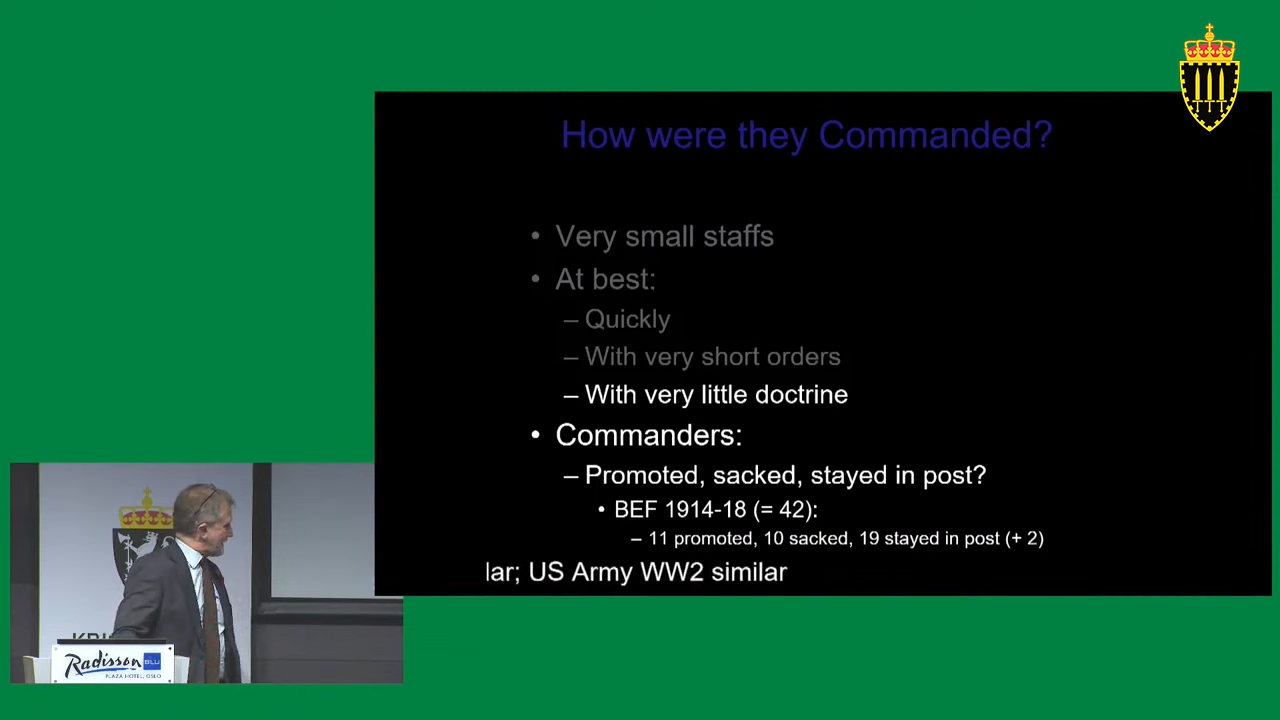 How were they Commanded?
• Very small staffs
• At best:
– Quickly
– With very short orders
– With very little doctrine
• Commanders:
– Promoted, sacked, stayed in post?
• BEF 1914-18 (= 42):
– 11 promoted, 10 sacked, 19 stayed in post (+ 2)
lar; US Army WW2 similar
Radisson BLU
PLAZA HOTEL, OSLO